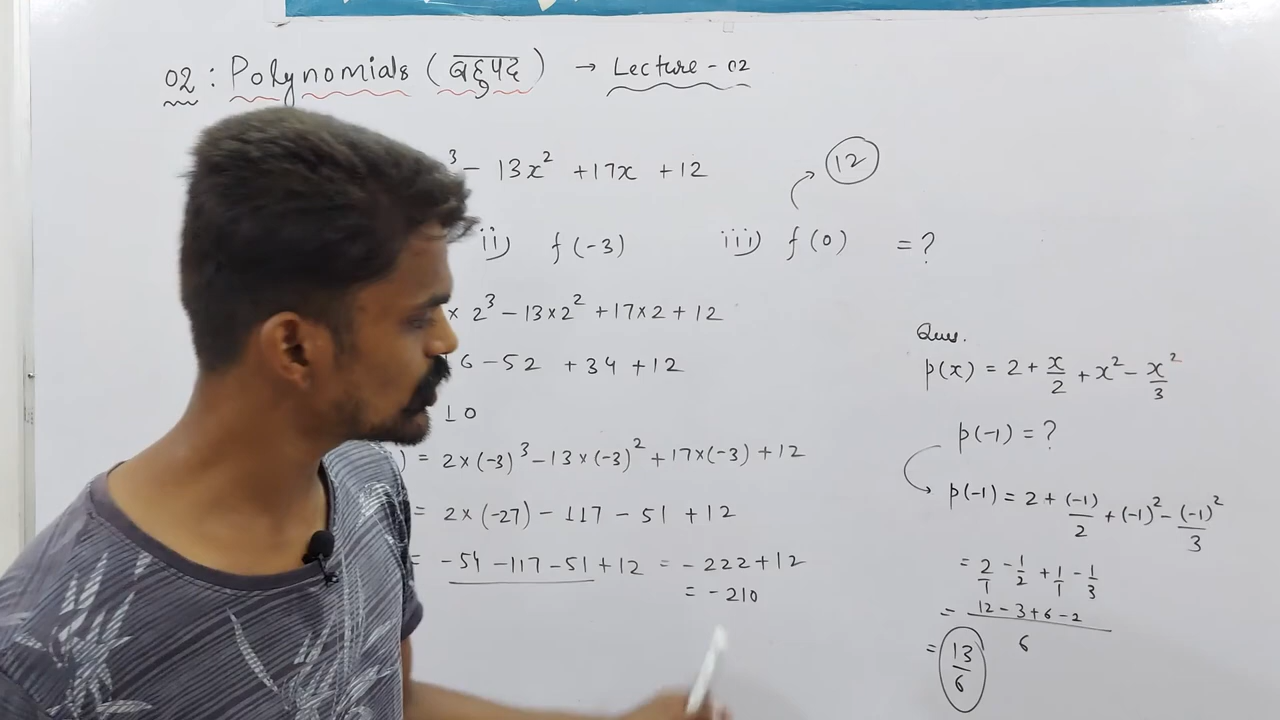 02 : Polynomials (बहुपद) → Lecture - 02
³ - 13x² + 17x + 12
12
ii) f(-3) iii) f(0) = ?
× 2³ - 13×2² + 17×2 + 12
6 - 52 + 34 + 12
10
) = 2×(-3)³ - 13×(-3)² + 17×(-3) + 12
= 2×(-27) - 117 - 51 + 12
= -54 - 117 - 51 + 12 = - 222 + 12
= - 210
Ques.
p(x) = 2 + x/2 + x² - x²/3
p(-1) = ?
p(-1) = 2 + (-1)/2 + (-1)² - (-1)²/3
= 2/1 - 1/2 + 1/1 - 1/3
= 12 - 3 + 6 - 2 / 6
= 13/6